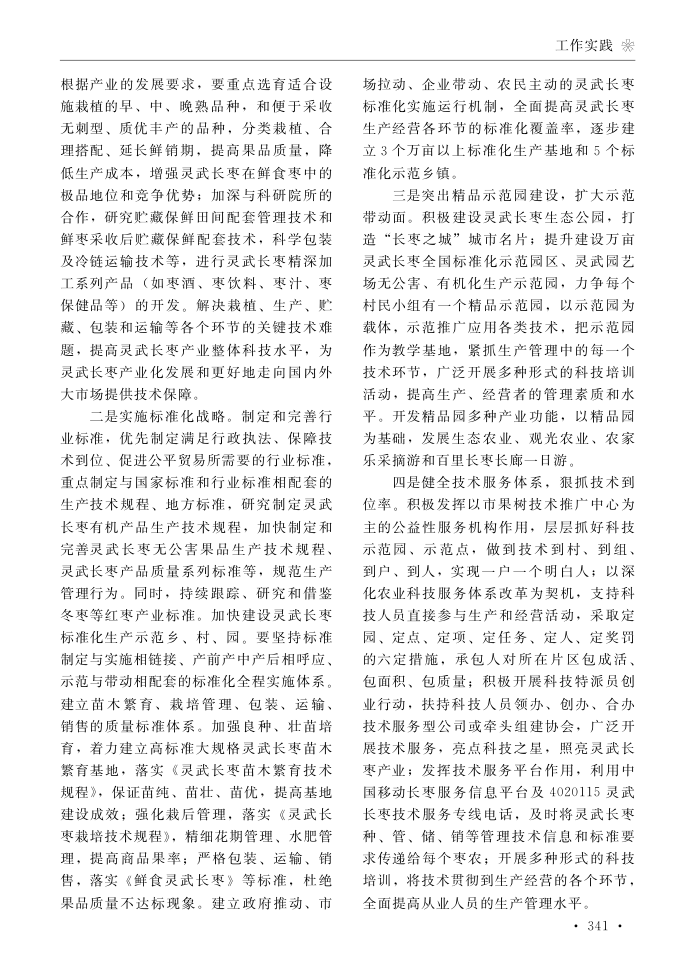 工作实践
根据产业的发展要求，要重点选育适合设
施栽植的早、中、晚熟品种，和便于采收
无刺型、质优丰产的品种，分类栽植、合
理搭配、延长鲜销期，提高果品质量，降
低生产成本，增强灵武长枣在鲜食枣中的
极品地位和竞争优势；加深与科研院所的
合作，研究贮藏保鲜田间配套管理技术和
鲜枣采收后贮藏保鲜配套技术，科学包装
及冷链运输技术等，进行灵武长枣精深加
工系列产品（如枣酒、枣饮料、枣汁、枣
保健品等）的开发。解决栽植、生产、贮
藏、包装和运输等各个环节的关键技术难
题，提高灵武长枣产业整体科技水平，为
灵武长枣产业化发展和更好地走向国内外
大市场提供技术保障。
二是实施标准化战略。制定和完善行
业标准，优先制定满足行政执法、保障技
术到位、促进公平贸易所需要的行业标准，
重点制定与国家标准和行业标准相配套的
生产技术规程、地方标准，研究制定灵武
长枣有机产品生产技术规程，加快制定和
完善灵武长枣无公害果品生产技术规程、
灵武长枣产品质量系列标准等，规范生产
管理行为。同时，持续跟踪、研究和借鉴
冬枣等红枣产业标准。加快建设灵武长枣
标准化生产示范乡、村、园。要坚持标准
制定与实施相链接、产前产中产后相呼应、
示范与带动相配套的标准化全程实施体系。
建立苗木繁育、栽培管理、包装、运输、
销售的质量标准体系。加强良种、壮苗培
育，着力建立高标准大规格灵武长枣苗木
繁育基地，落实《灵武长枣苗木繁育技术
规程》，保证苗纯、苗壮、苗优，提高基地
建设成效；强化栽后管理，落实《灵武长
枣栽培技术规程》，精细花期管理、水肥管
理，提高商品果率；严格包装、运输、销
售，落实《鲜食灵武长枣》等标准，杜绝
果品质量不达标现象。建立政府推动、市
场拉动、企业带动、农民主动的灵武长枣
标准化实施运行机制，全面提高灵武长枣
生产经营各环节的标准化覆盖率，逐步建
立3个万亩以上标准化生产基地和5个标
准化示范乡镇。
三是突出精品示范园建设，扩大示范
带动面。积极建设灵武长枣生态公园，打
造“长枣之城”城市名片；提升建设万亩
灵武长枣全国标准化示范园区、灵武园艺
场无公害、有机化生产示范园，力争每个
村民小组有一个精品示范园，以示范园为
载体，示范推广应用各类技术，把示范园
作为教学基地，紧抓生产管理中的每一个
技术环节，广泛开展多种形式的科技培训
活动，提高生产、经营者的管理素质和水
平。开发精品园多种产业功能，以精品园
为基础，发展生态农业、观光农业、农家
乐采摘游和百里长枣长廊一日游。
四是健全技术服务体系，狠抓技术到
位率。积极发挥以市果树技术推广中心为
主的公益性服务机构作用，层层抓好科技
示范园、示范点，做到技术到村、到组、
到户、到人，实现一户一个明白人；以深
化农业科技服务体系改革为契机，支持科
技人员直接参与生产和经营活动，采取定
园、定点、定项、定任务、定人、定奖罚
的六定措施，承包人对所在片区包成活、
包面积、包质量；积极开展科技特派员创
业行动，扶持科技人员领办、创办、合办
技术服务型公司或牵头组建协会，广泛开
展技术服务，亮点科技之星，照亮灵武长
枣产业；发挥技术服务平台作用，利用中
国移动长枣服务信息平台及4020115灵武
长枣技术服务专线电话，及时将灵武长枣
种、管、储、销等管理技术信息和标准要
求传递给每个枣农；开展多种形式的科技
培训，将技术贯彻到生产经营的各个环节，
全面提高从业人员的生产管理水平。
·341·